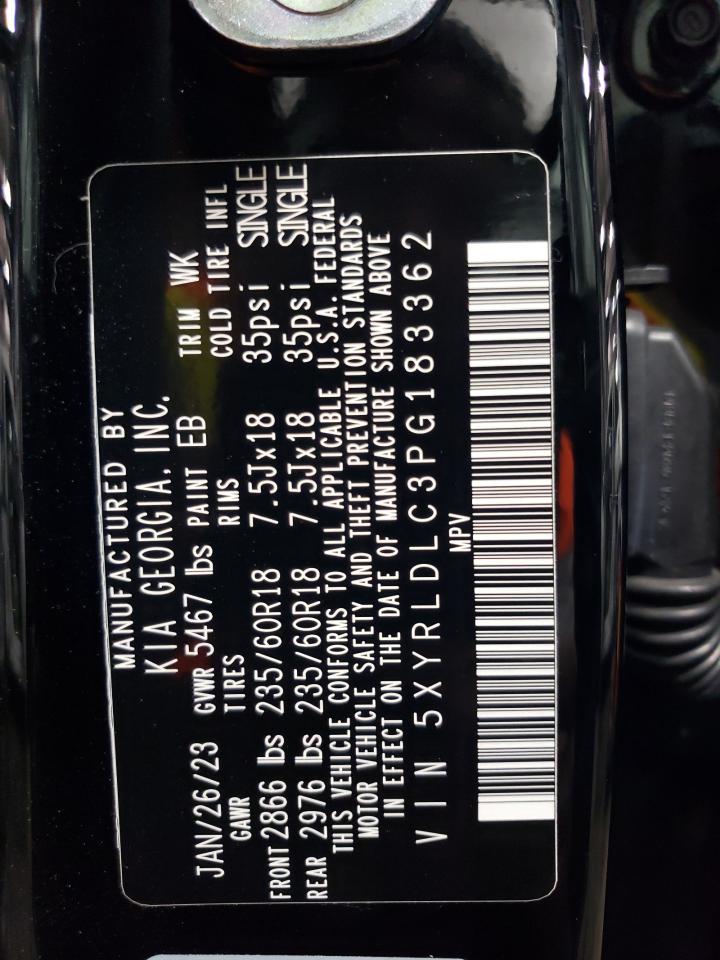 MANUFACTURED BY
KIA GEORGIA, INC.
JAN/26/23 GVWR 5467 lbs PAINT EB TRIM WK
GAWR TIRES RIMS COLD TIRE INFL
FRONT 2866 lbs 235/60R18 7.5Jx18 35psi SINGLE
REAR 2976 lbs 235/60R18 7.5Jx18 35psi SINGLE
THIS VEHICLE CONFORMS TO ALL APPLICABLE U.S.A. FEDERAL
MOTOR VEHICLE SAFETY AND THEFT PREVENTION STANDARDS
IN EFFECT ON THE DATE OF MANUFACTURE SHOWN ABOVE
VIN 5XYRLDLC3PG183362
MPV